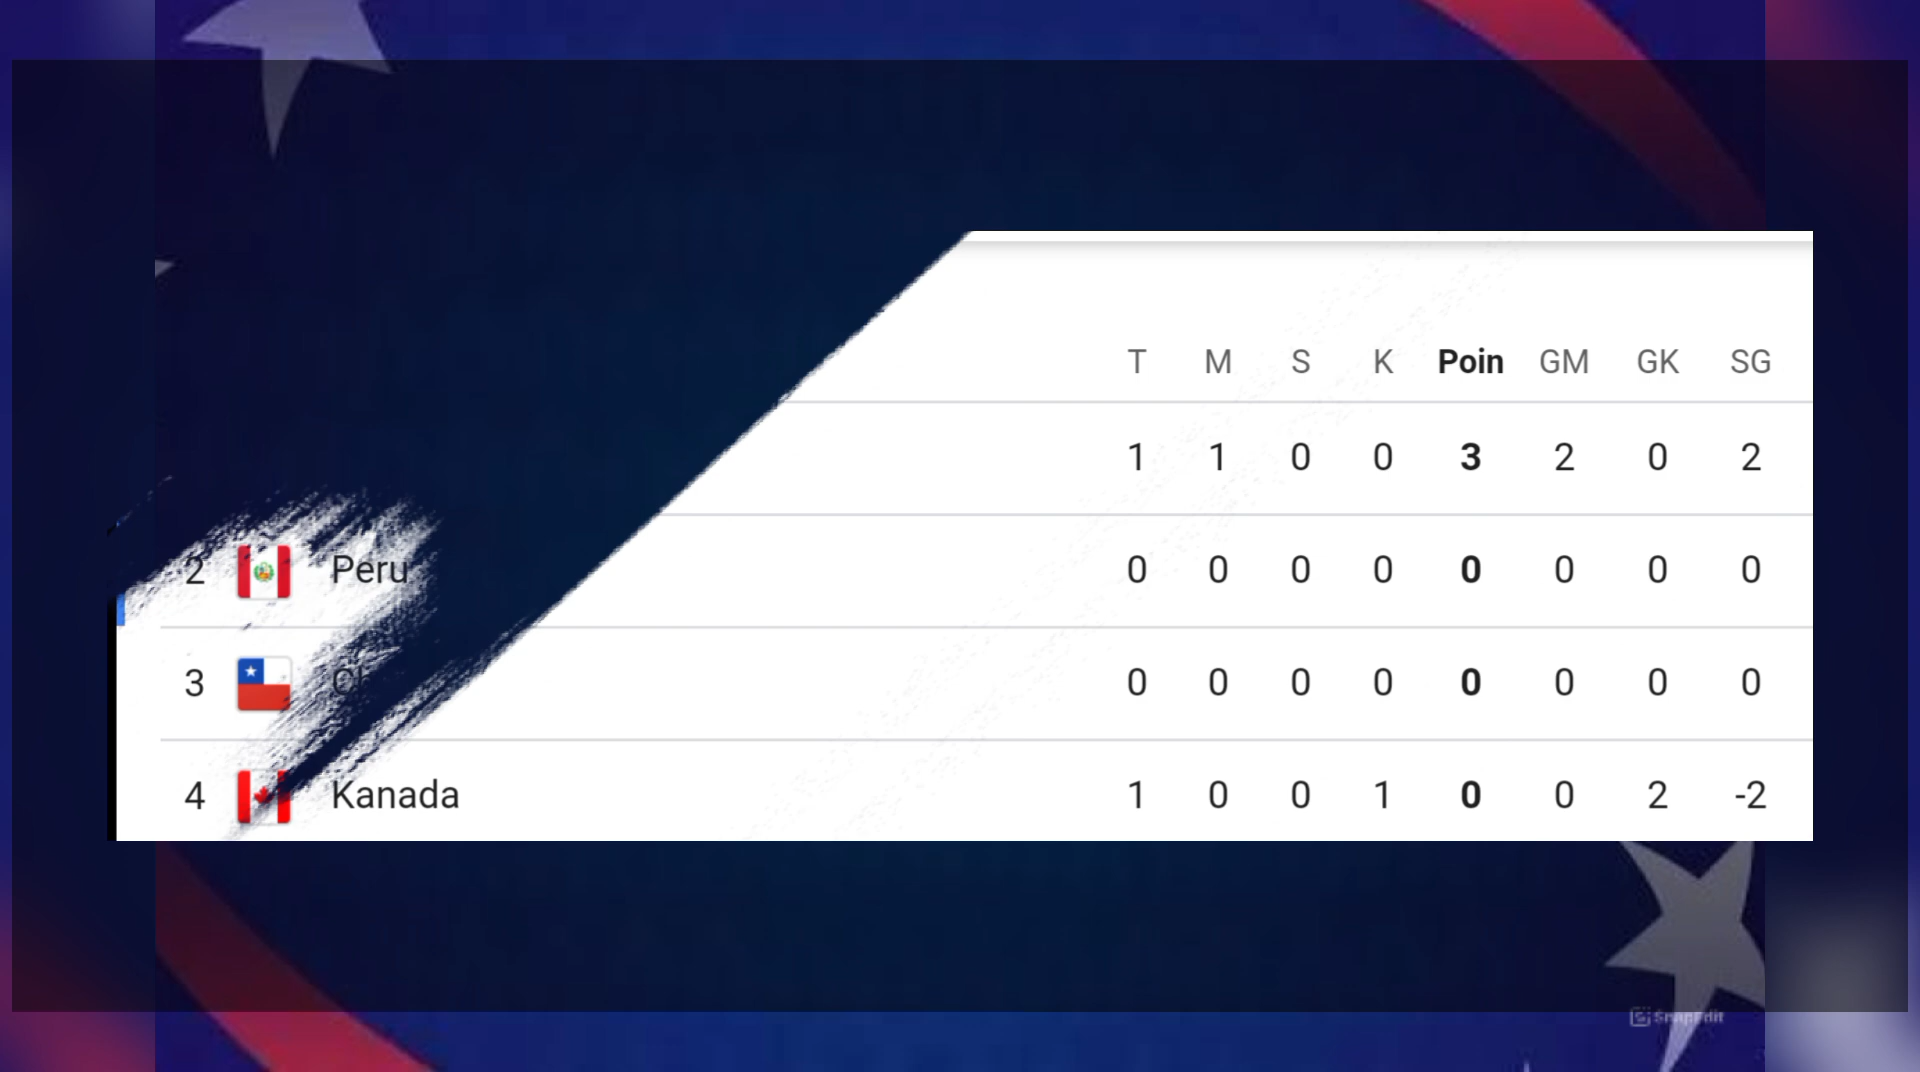 T M S K Poin GM GK SG
1 1 0 0 3 2 0 2
2 Peru 0 0 0 0 0 0 0 0
3 0 0 0 0 0 0 0 0
4 Kanada 1 0 0 1 0 0 2 -2
SnapEdit